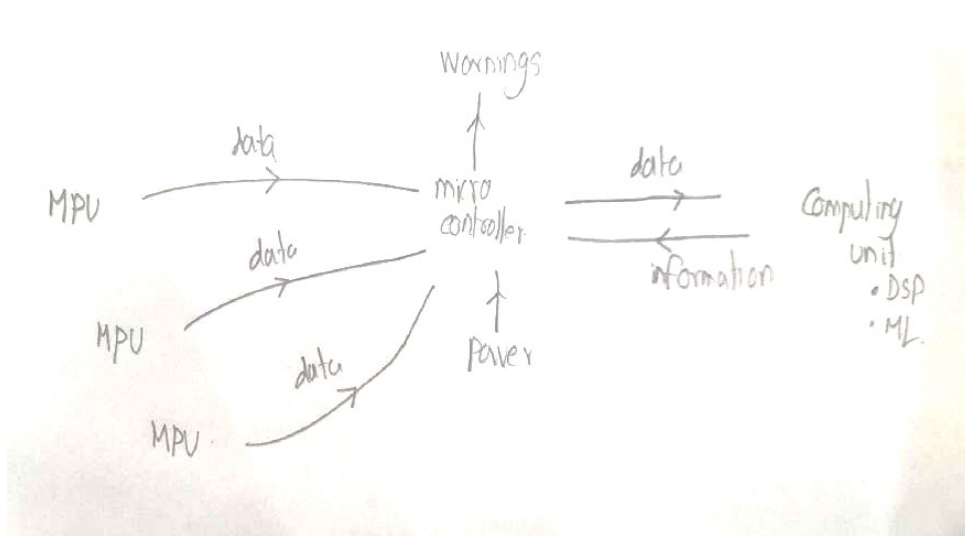 Warnings
data
MPU
micro
controller
data
Computing
unit
• DSP
• ML.
data
information
MPU
Power
data
MPU